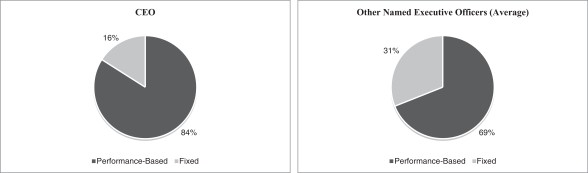 CEO
16%
84%
Performance-Based Fixed
Other Named Executive Officers (Average)
31%
69%
Performance-Based Fixed